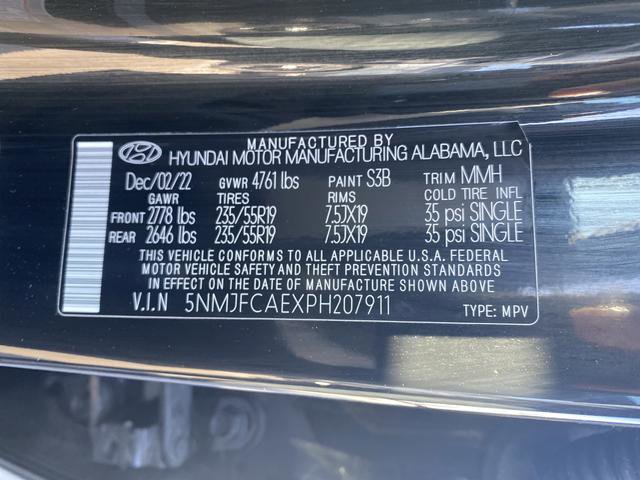 MANUFACTURED BY
HYUNDAI MOTOR MANUFACTURING ALABAMA, LLC
Dec/02/22 GVWR 4761 lbs PAINT S3B TRIM MMH
GAWR TIRES RIMS COLD TIRE INFL
FRONT 2778 lbs 235/55R19 7.5JX19 35 psi SINGLE
REAR 2646 lbs 235/55R19 7.5JX19 35 psi SINGLE
THIS VEHICLE CONFORMS TO ALL APPLICABLE U.S.A. FEDERAL
MOTOR VEHICLE SAFETY BUMPER, AND THEFT PREVENTION STANDARDS
IN EFFECT ON THE DATE OF MANUFACTURE SHOWN ABOVE.
V.I.N 5NMJFCAEXPH207911 TYPE: MPV